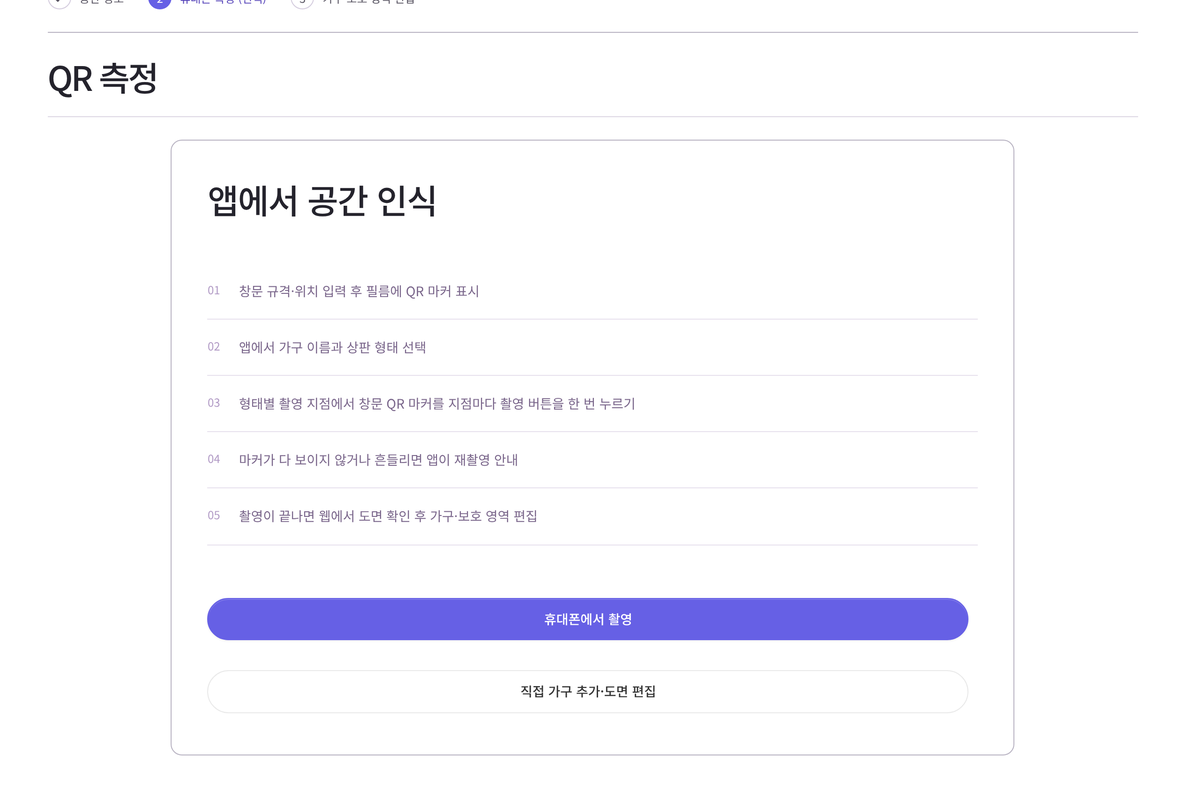 QR 측정
앱에서 공간 인식
01 창문 규격·위치 입력 후 필름에 QR 마커 표시
02 앱에서 가구 이름과 상판 형태 선택
03 형태별 촬영 지점에서 창문 QR 마커를 지점마다 촬영 버튼을 한 번 누르기
04 마커가 다 보이지 않거나 흔들리면 앱이 재촬영 안내
05 촬영이 끝나면 웹에서 도면 확인 후 가구·보호 영역 편집
휴대폰에서 촬영
직접 가구 추가·도면 편집